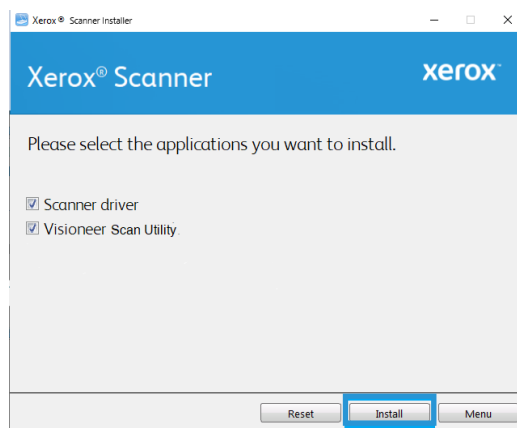 Xerox ® Scanner Installer
Xerox® Scanner
xerox™
Please select the applications you want to install.
Scanner driver
Visioneer Scan Utility
Reset Install Menu